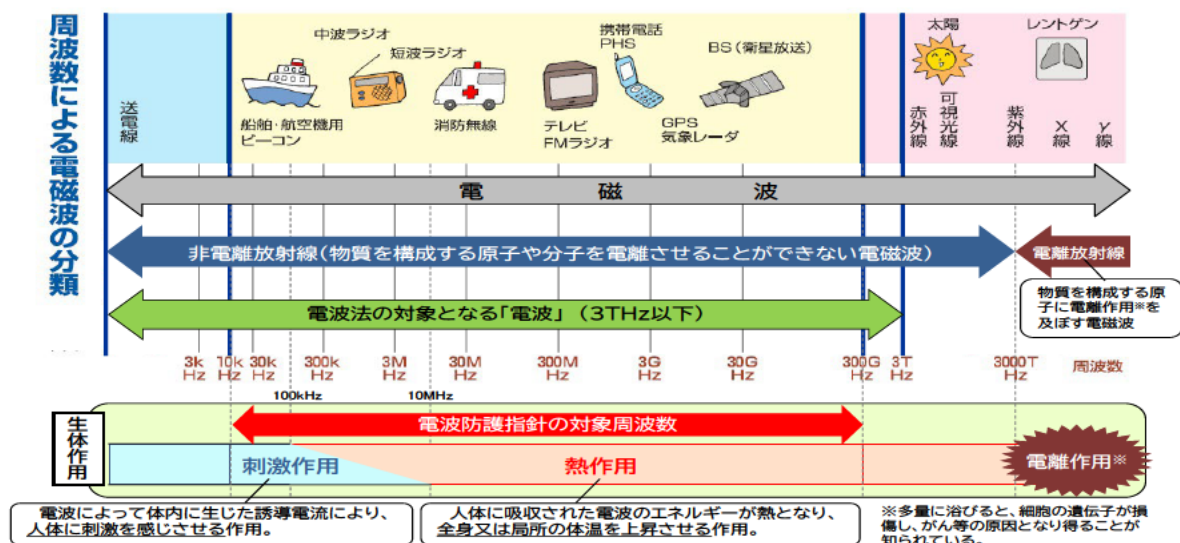 周波数による電磁波の分類
送電線
中波ラジオ
短波ラジオ
船舶・航空機用
ビーコン
消防無線
テレビ
FMラジオ
携帯電話
PHS
GPS
気象レーダ
BS(衛星放送)
太陽
レントゲン
赤外線
可視光線
紫外線
X線
γ線
電磁波
非電離放射線(物質を構成する原子や分子を電離させることができない電磁波)
電離放射線
物質を構成する原
子に電離作用※を
及ぼす電磁波
電波法の対象となる「電波」(3THz以下)
3k Hz
10k Hz
30k Hz
300k Hz
3M Hz
30M Hz
300M Hz
3G Hz
30G Hz
300G Hz
3T Hz
3000T Hz
周波数
100kHz
10MHz
生体作用
電波防護指針の対象周波数
刺激作用
熱作用
電離作用※
電波によって体内に生じた誘導電流により、
人体に刺激を感じさせる作用。
人体に吸収された電波のエネルギーが熱となり、
全身又は局所の体温を上昇させる作用。
※多量に浴びると、細胞の遺伝子が損
傷し、がん等の原因となり得ることが
知られている。